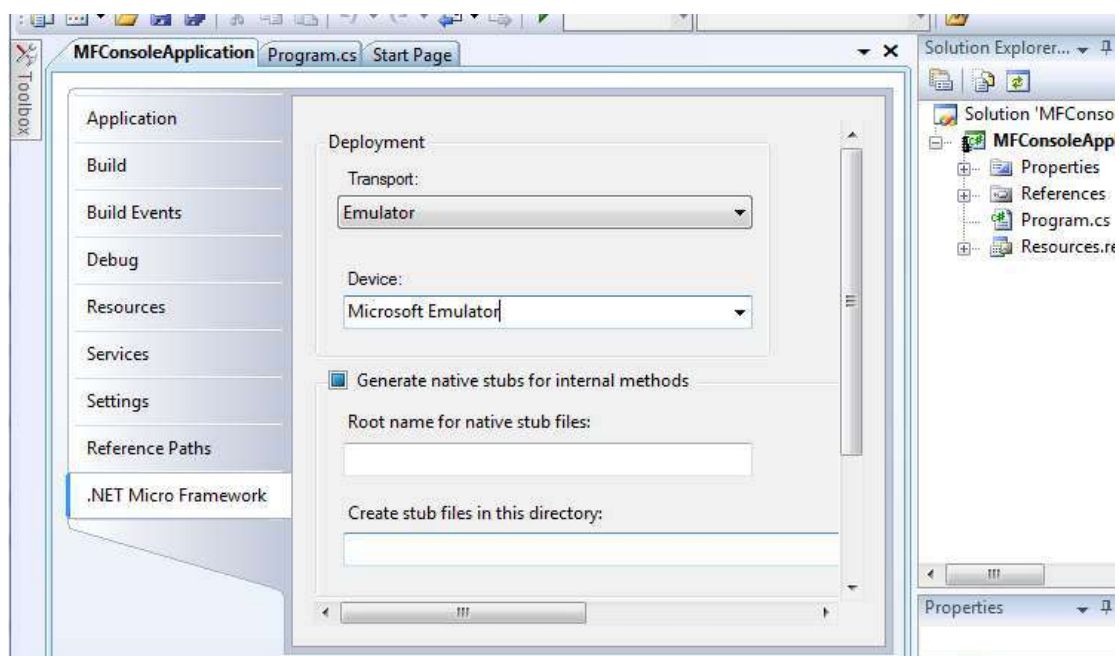 MFConsoleApplication Program.cs Start Page
Toolbox
Application
Build
Build Events
Debug
Resources
Services
Settings
Reference Paths
.NET Micro Framework
Deployment
Transport:
Emulator
Device:
Microsoft Emulator
Generate native stubs for internal methods
Root name for native stub files:
Create stub files in this directory:
Solution Explorer...
Solution 'MFConso
MFConsoleApp
Properties
References
Program.cs
Resources.re
Properties